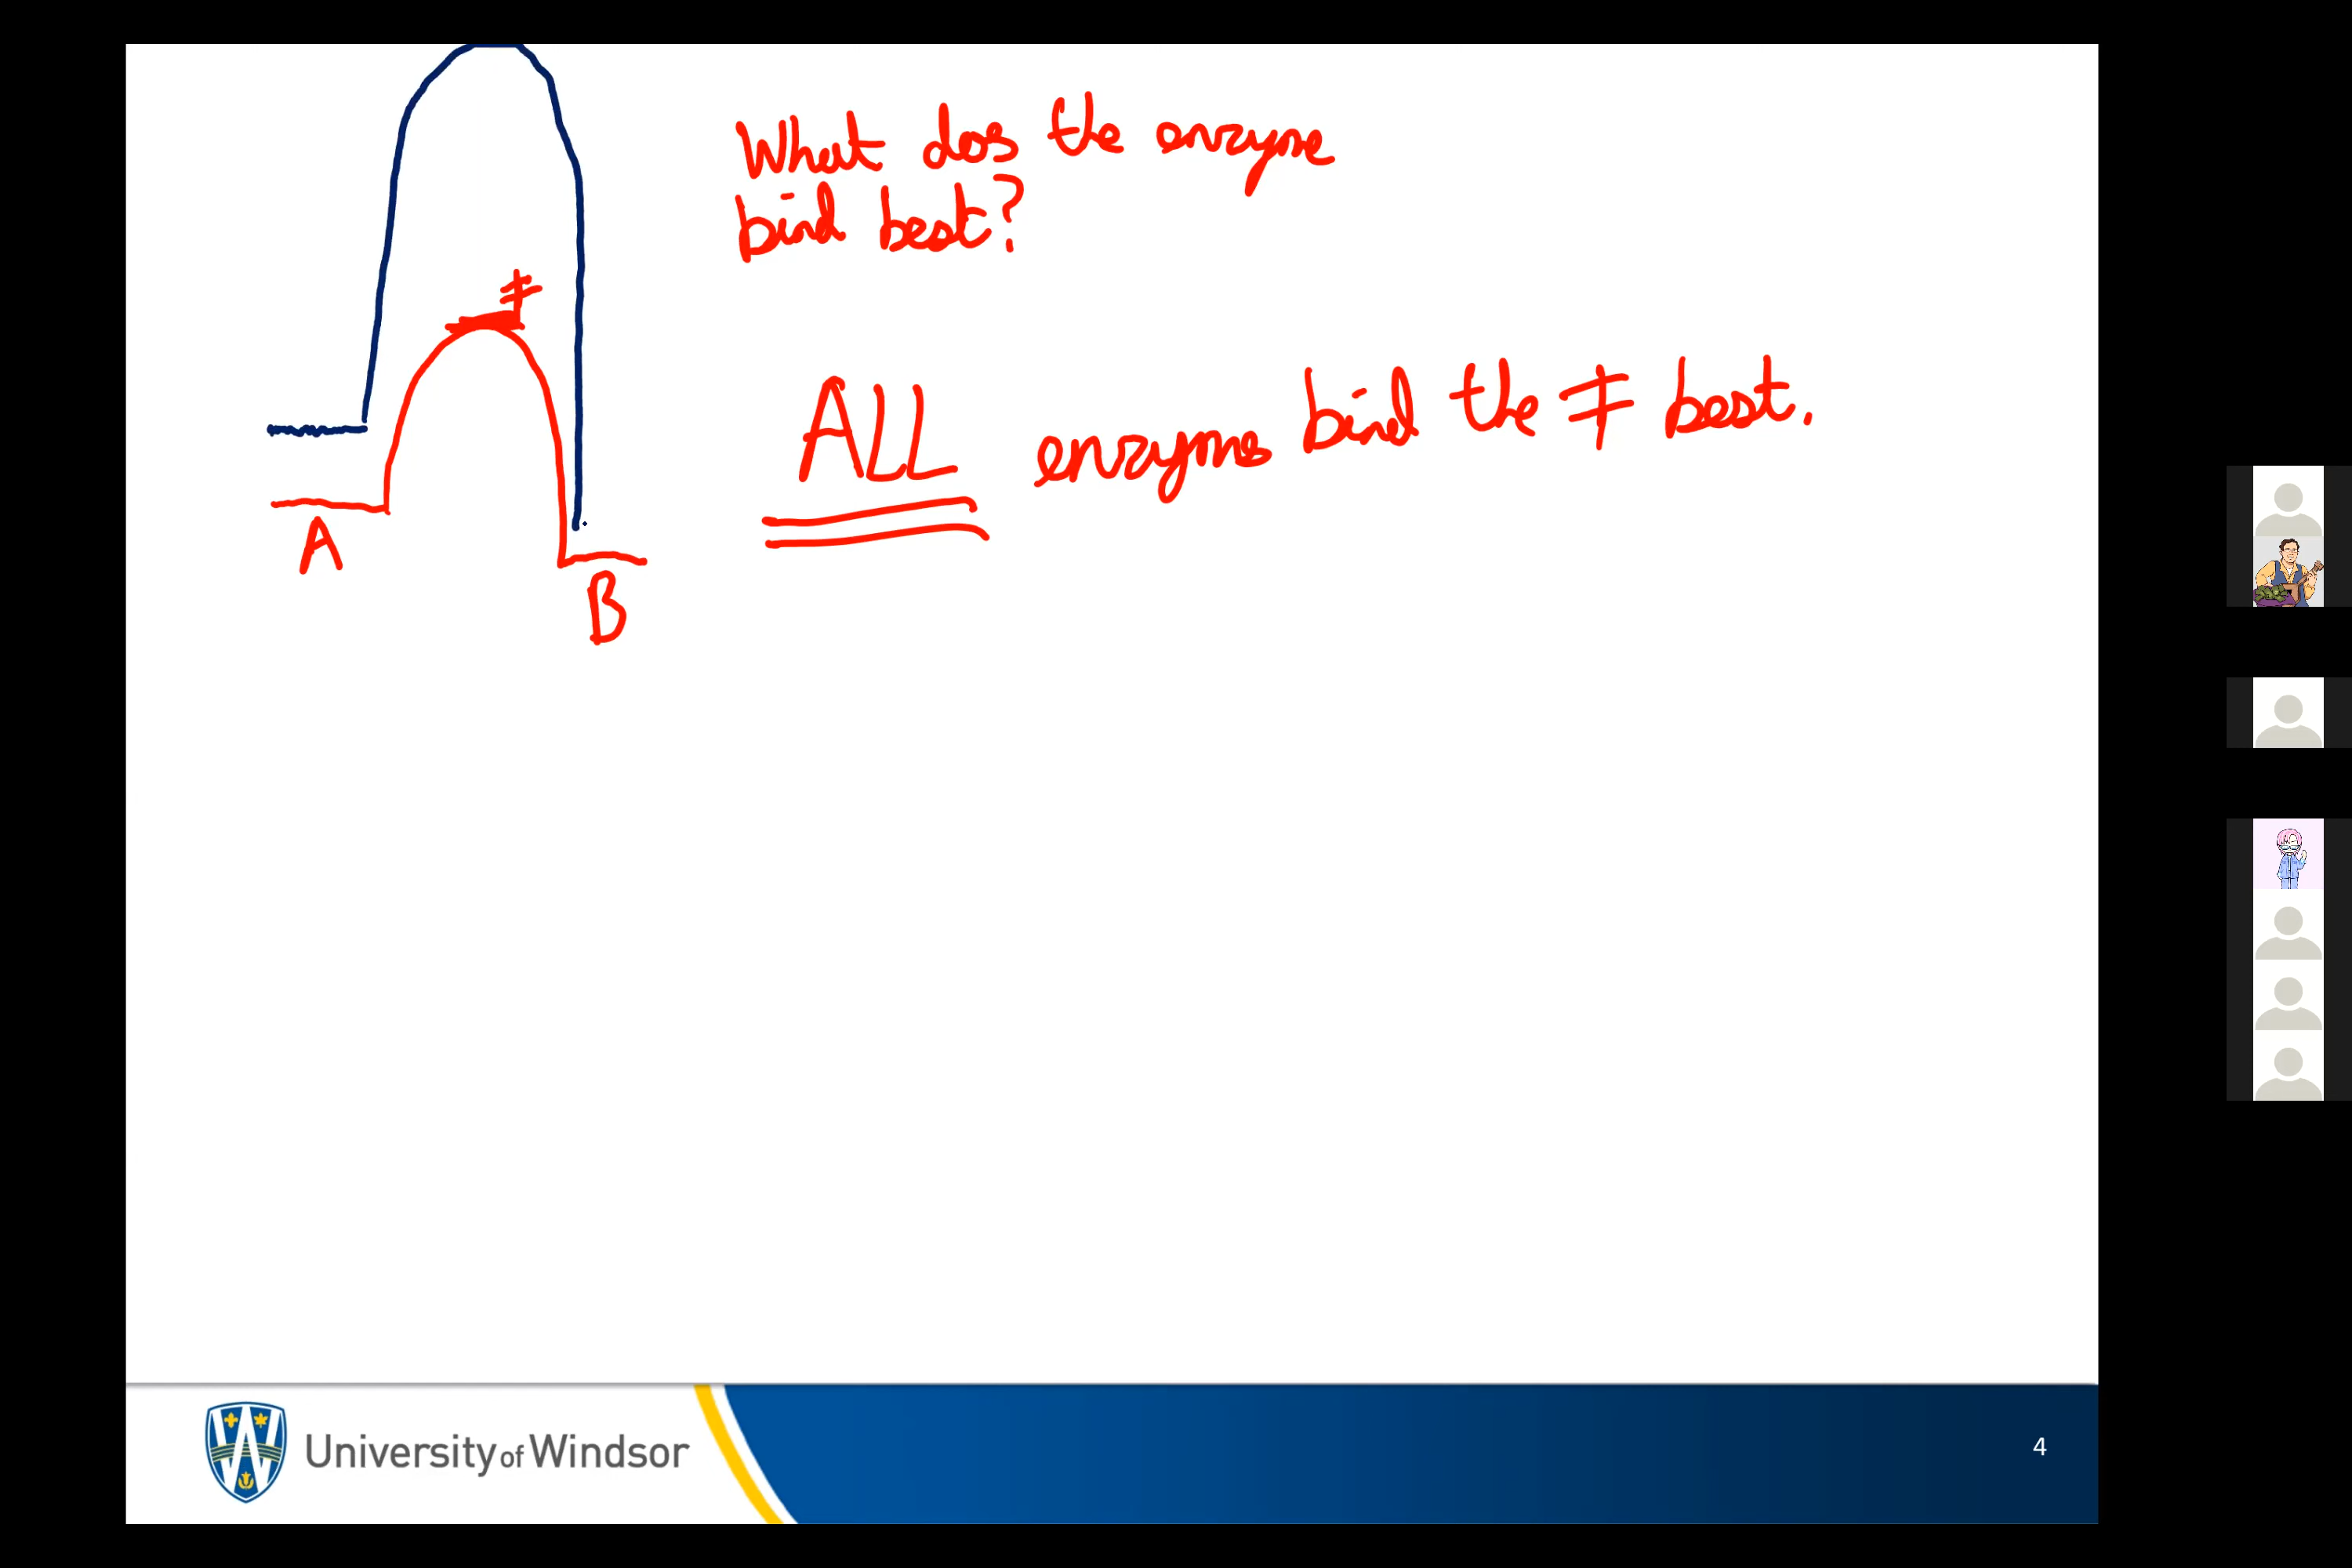 What does the enzyme
bind best?
‡
ALL enzymes bind the ‡ best.
A
B
University of Windsor
4